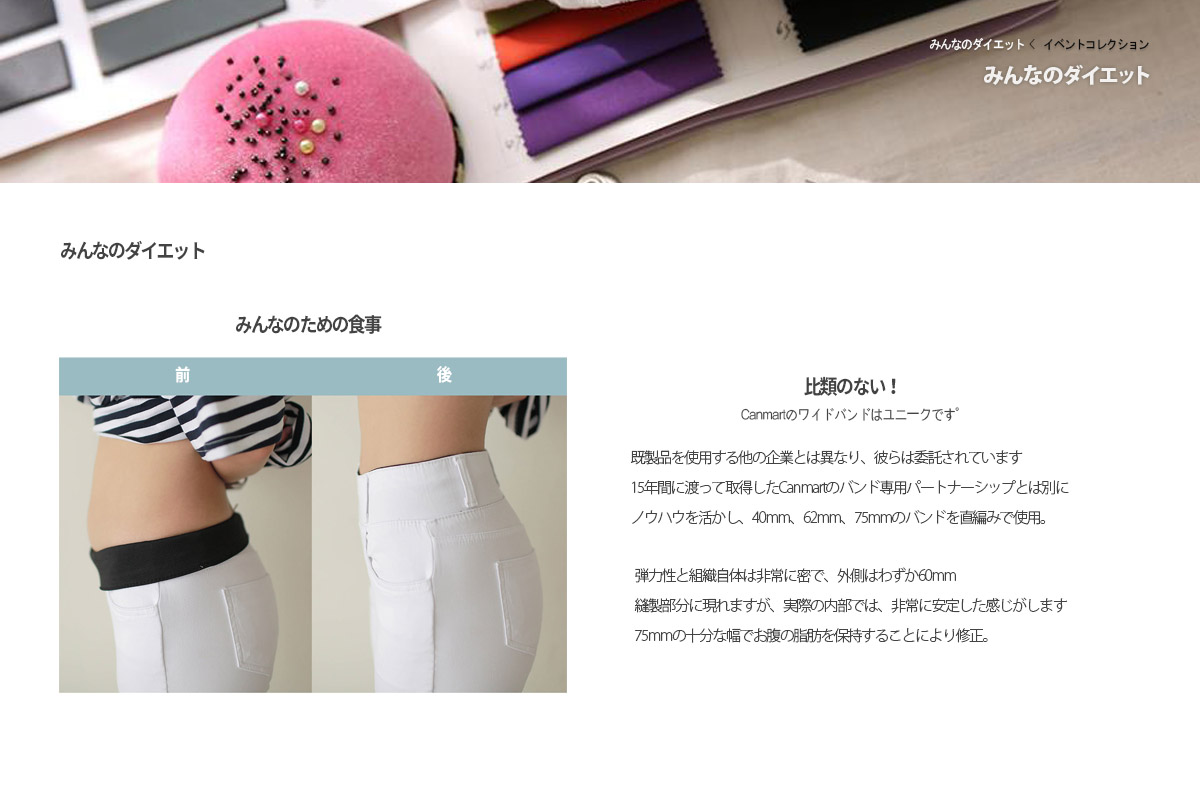 みんなのダイエット く イベントコレクション
みんなのダイエット
みんなのダイエット
みんなのための食事
前
後
比類のない！
Canmartのワイドバンドはユニークです°
既製品を使用する他の企業とは異なり、彼らは委託されています
15年間に渡って取得したCanmartのバンド専用パートナーシップとは別に
ノウハウを活かし、40mm、62mm、75mmのバンドを直編みで使用。
弾力性と組織自体は非常に密で、外側はわずか60mm
縫製部分に現れますが、実際の内部では、非常に安定した感じがします
75mmの十分な幅でお腹の脂肪を保持することにより修正。